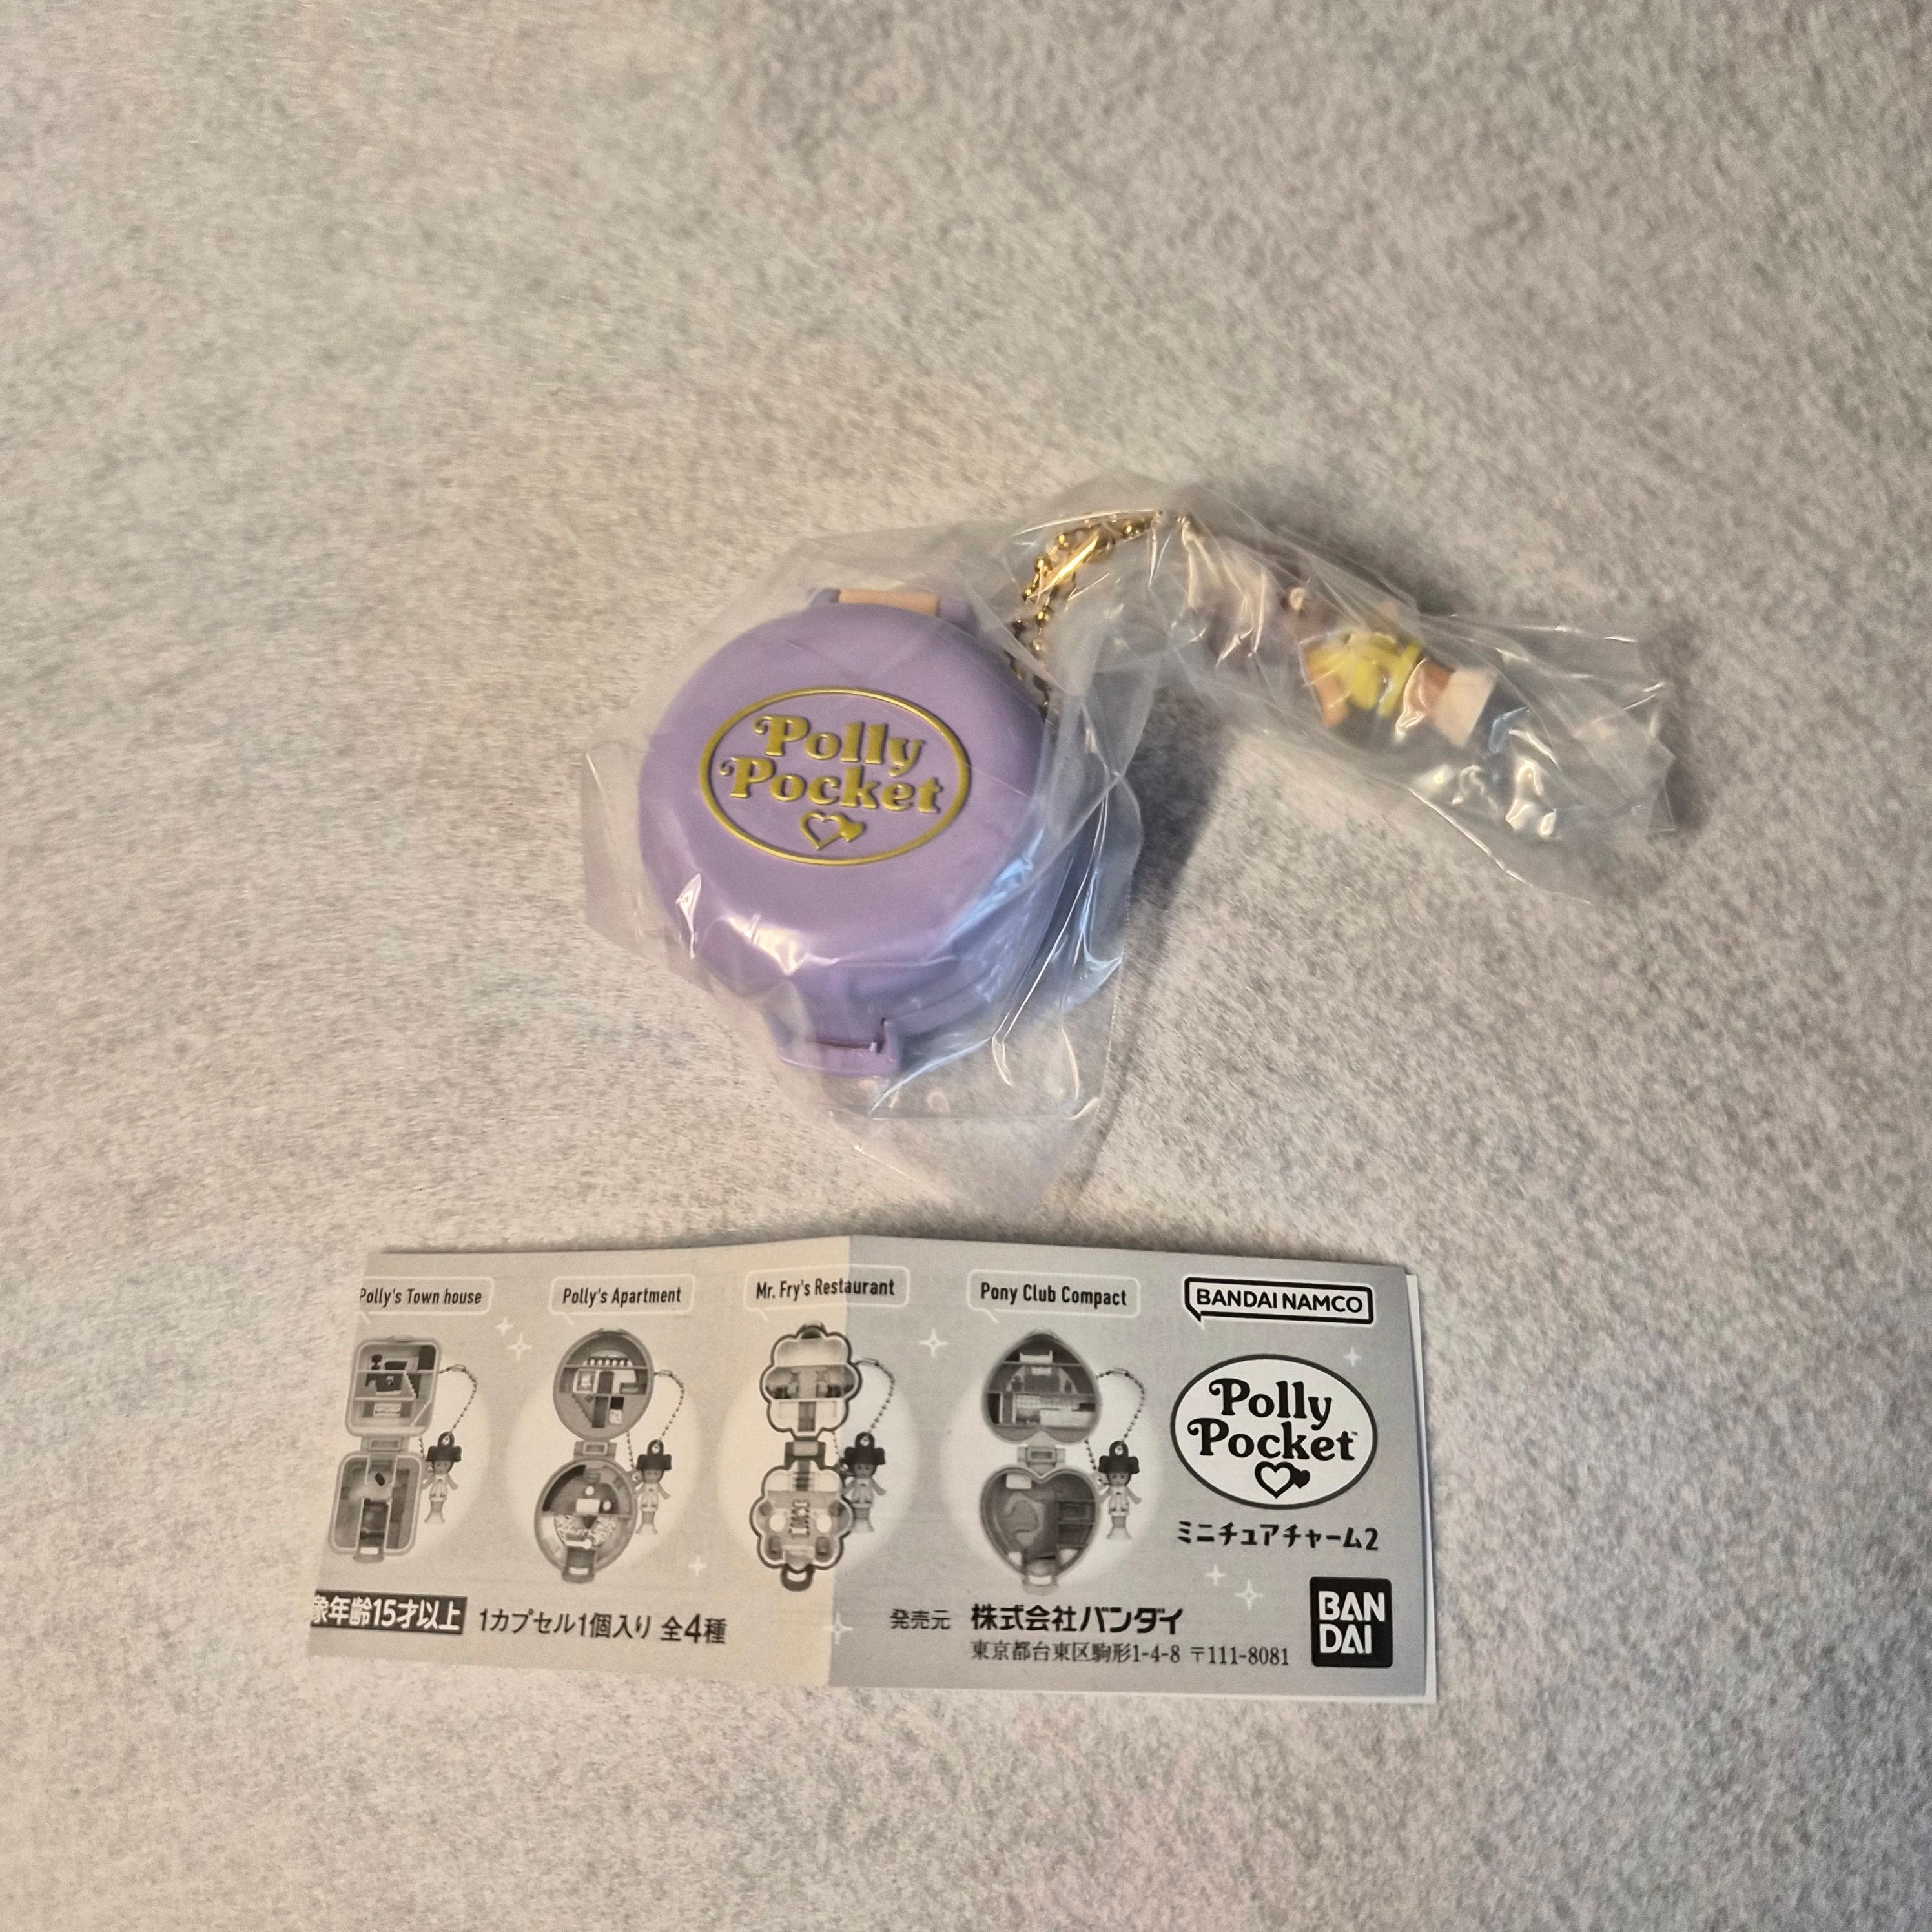 Polly
Pocket
Polly's Town house
Polly's Apartment
Mr. Fry's Restaurant
Pony Club Compact
BANDAI NAMCO
Polly
Pocket
ミニチュアチャーム2
象年齢15才以上
1カプセル1個入り 全4種
発売元 株式会社バンダイ
東京都台東区駒形1-4-8 〒111-8081
BAN
DAI